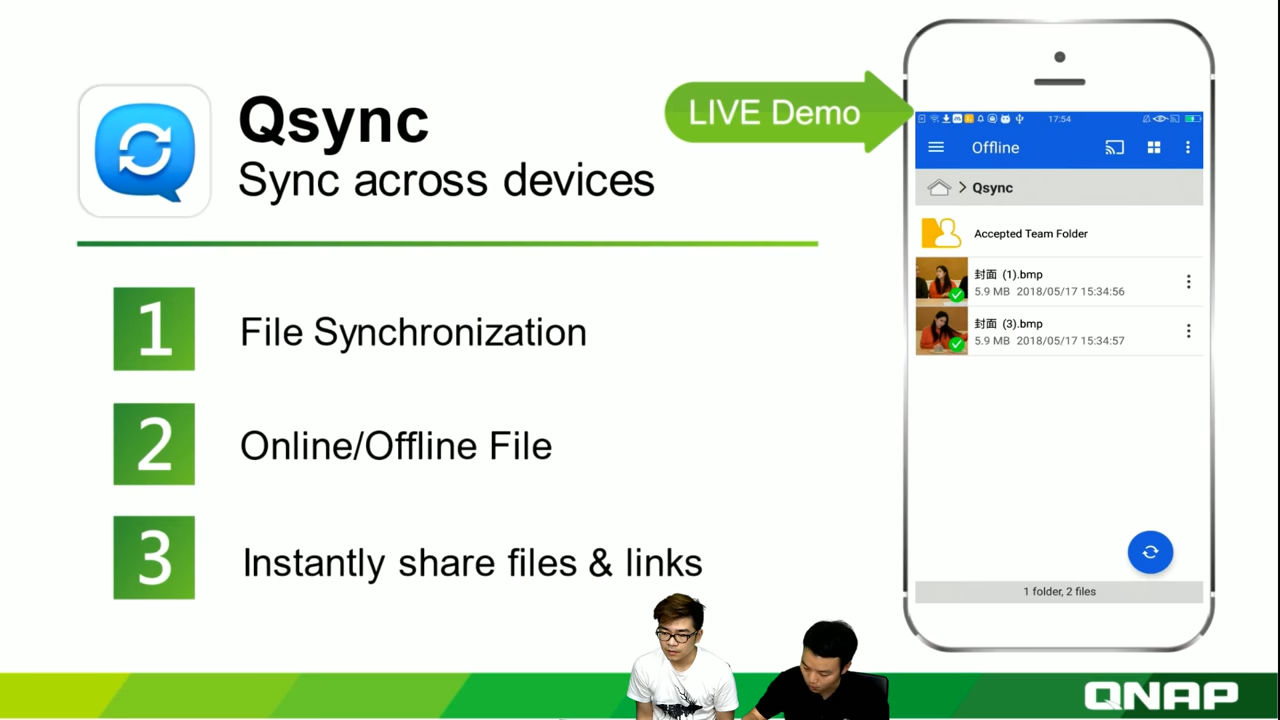 Qsync
Sync across devices
LIVE Demo
1
File Synchronization
2
Online/Offline File
3
Instantly share files & links
17:54
Offline
Qsync
Accepted Team Folder
封面 (1).bmp
5.9 MB 2018/05/17 15:34:56
封面 (3).bmp
5.9 MB 2018/05/17 15:34:57
1 folder, 2 files
QNAP